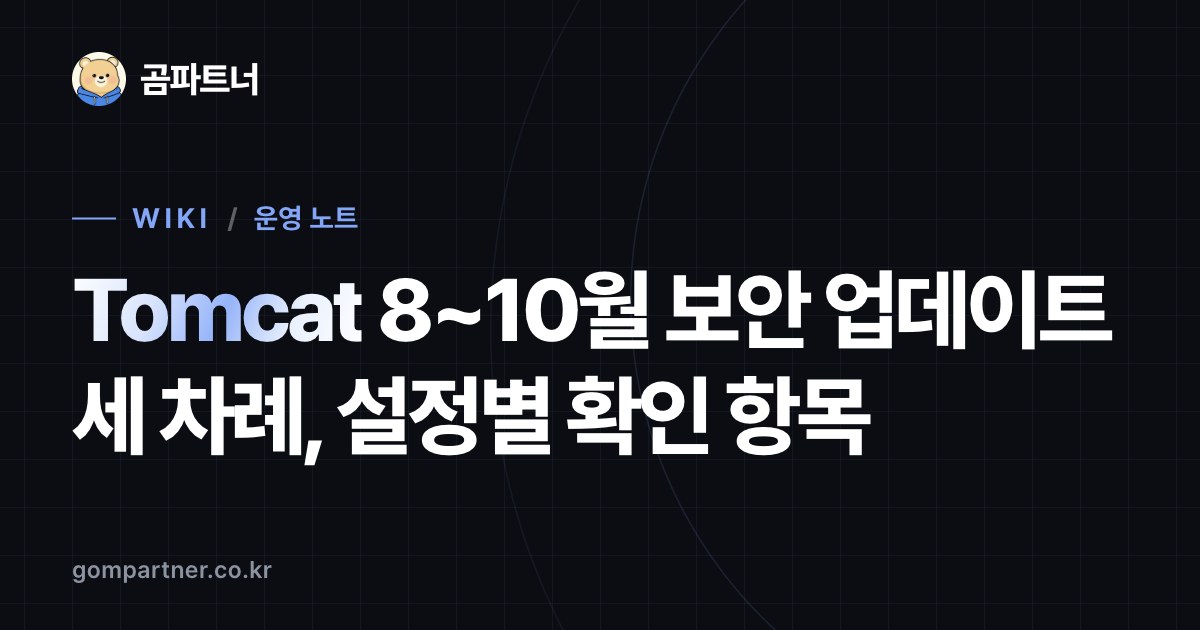 곰파트너
WIKI / 운영 노트
Tomcat 8~10월 보안 업데이트
세 차례, 설정별 확인 항목
gompartner.co.kr